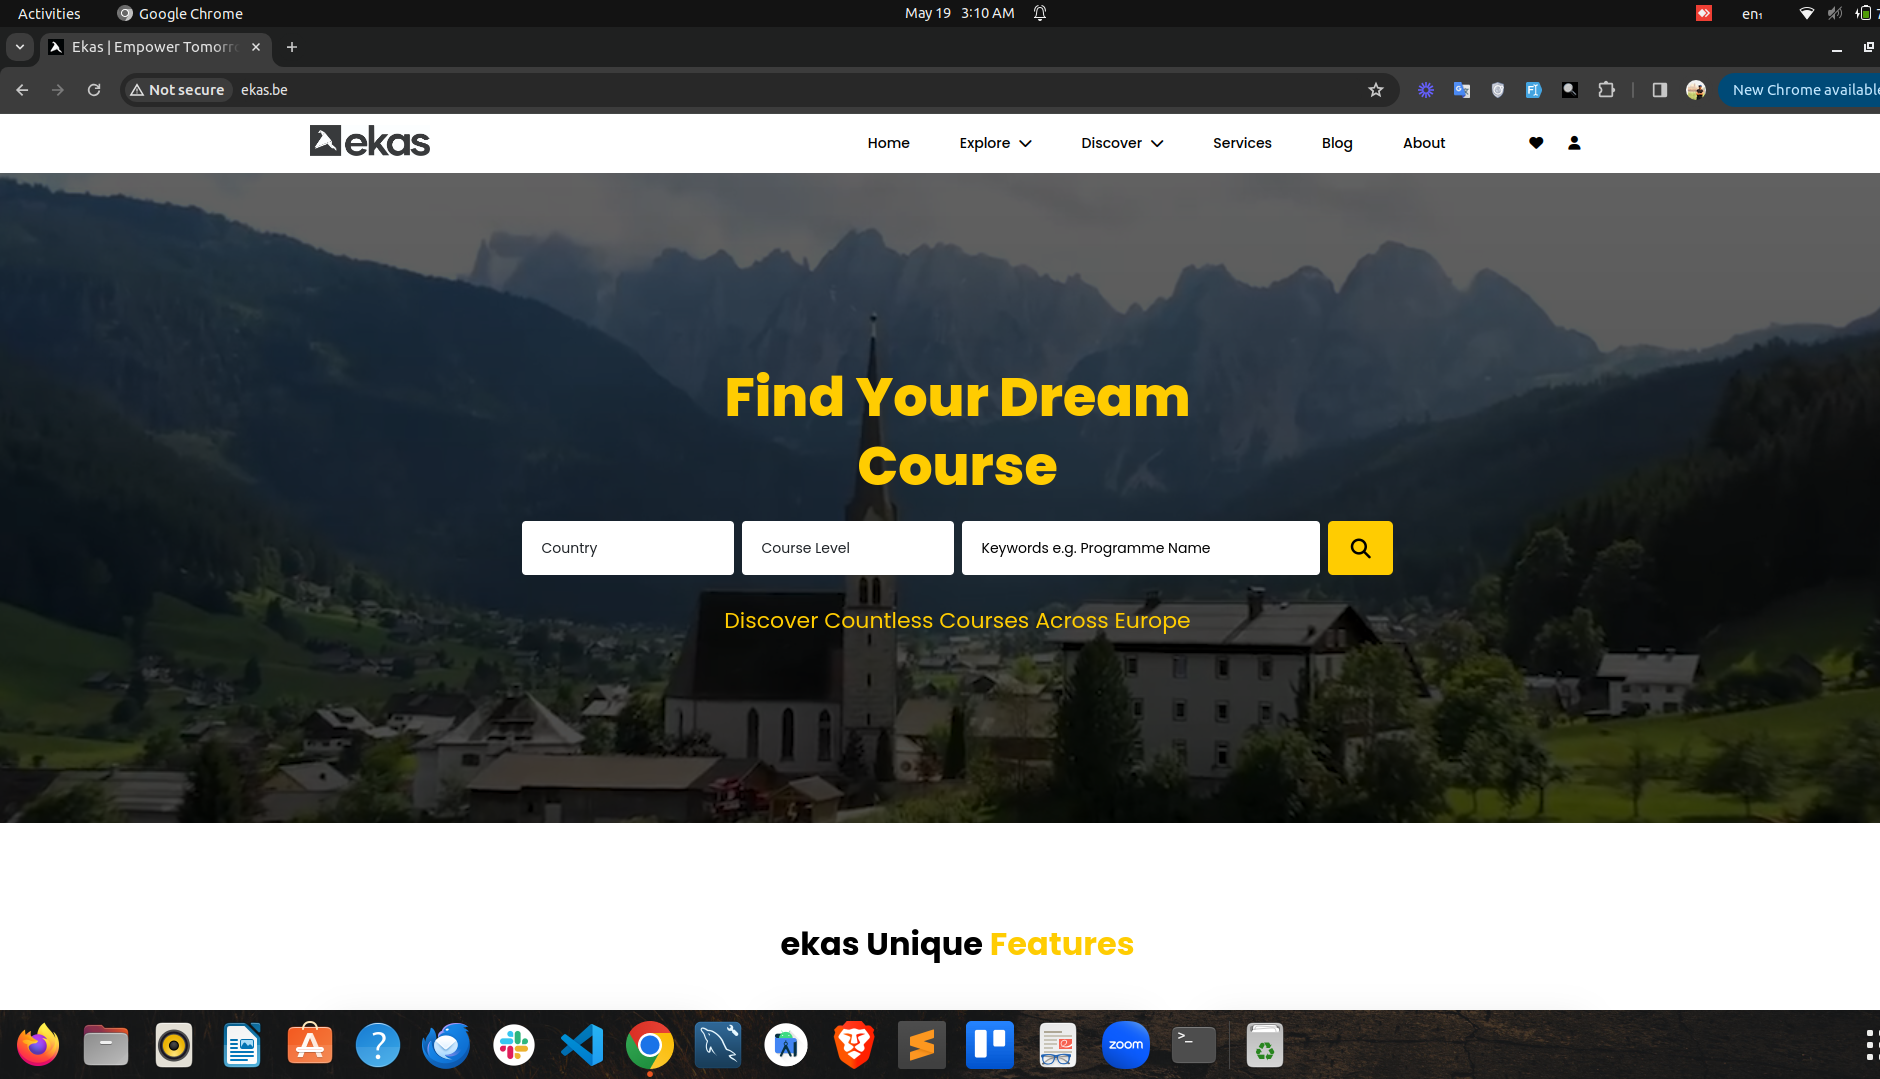 Activities Google Chrome May 19 3:10 AM en₁
Ekas | Empower Tomorr
Not secure ekas.be New Chrome available
ekas Home Explore Discover Services Blog About
Find Your Dream
Course
Country Course Level Keywords e.g. Programme Name
Discover Countless Courses Across Europe
ekas Unique Features
zoom